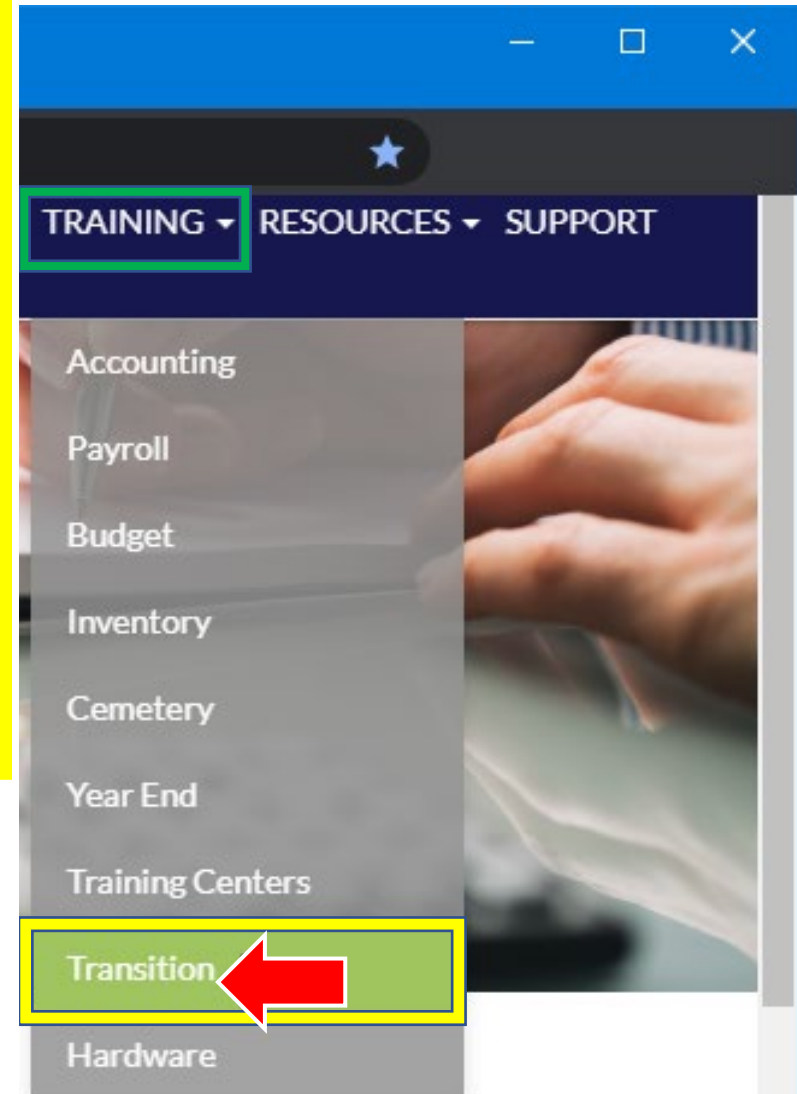 TRAINING RESOURCES SUPPORT
Accounting
Payroll
Budget
Inventory
Cemetery
Year End
Training Centers
Transition
Hardware